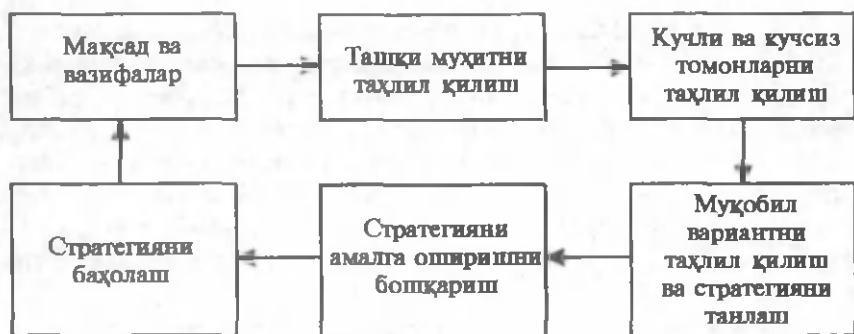 Мақсад ва
вазифалар
Ташқи муҳитни
таҳлил қилиш
Кучли ва кучсиз
томонларни
таҳлил қилиш
Муқобил
вариантни
таҳлил қилиш
ва стратегияни
танлаш
Стратегияни
амалга оширишни
бошқариш
Стратегияни
баҳолаш